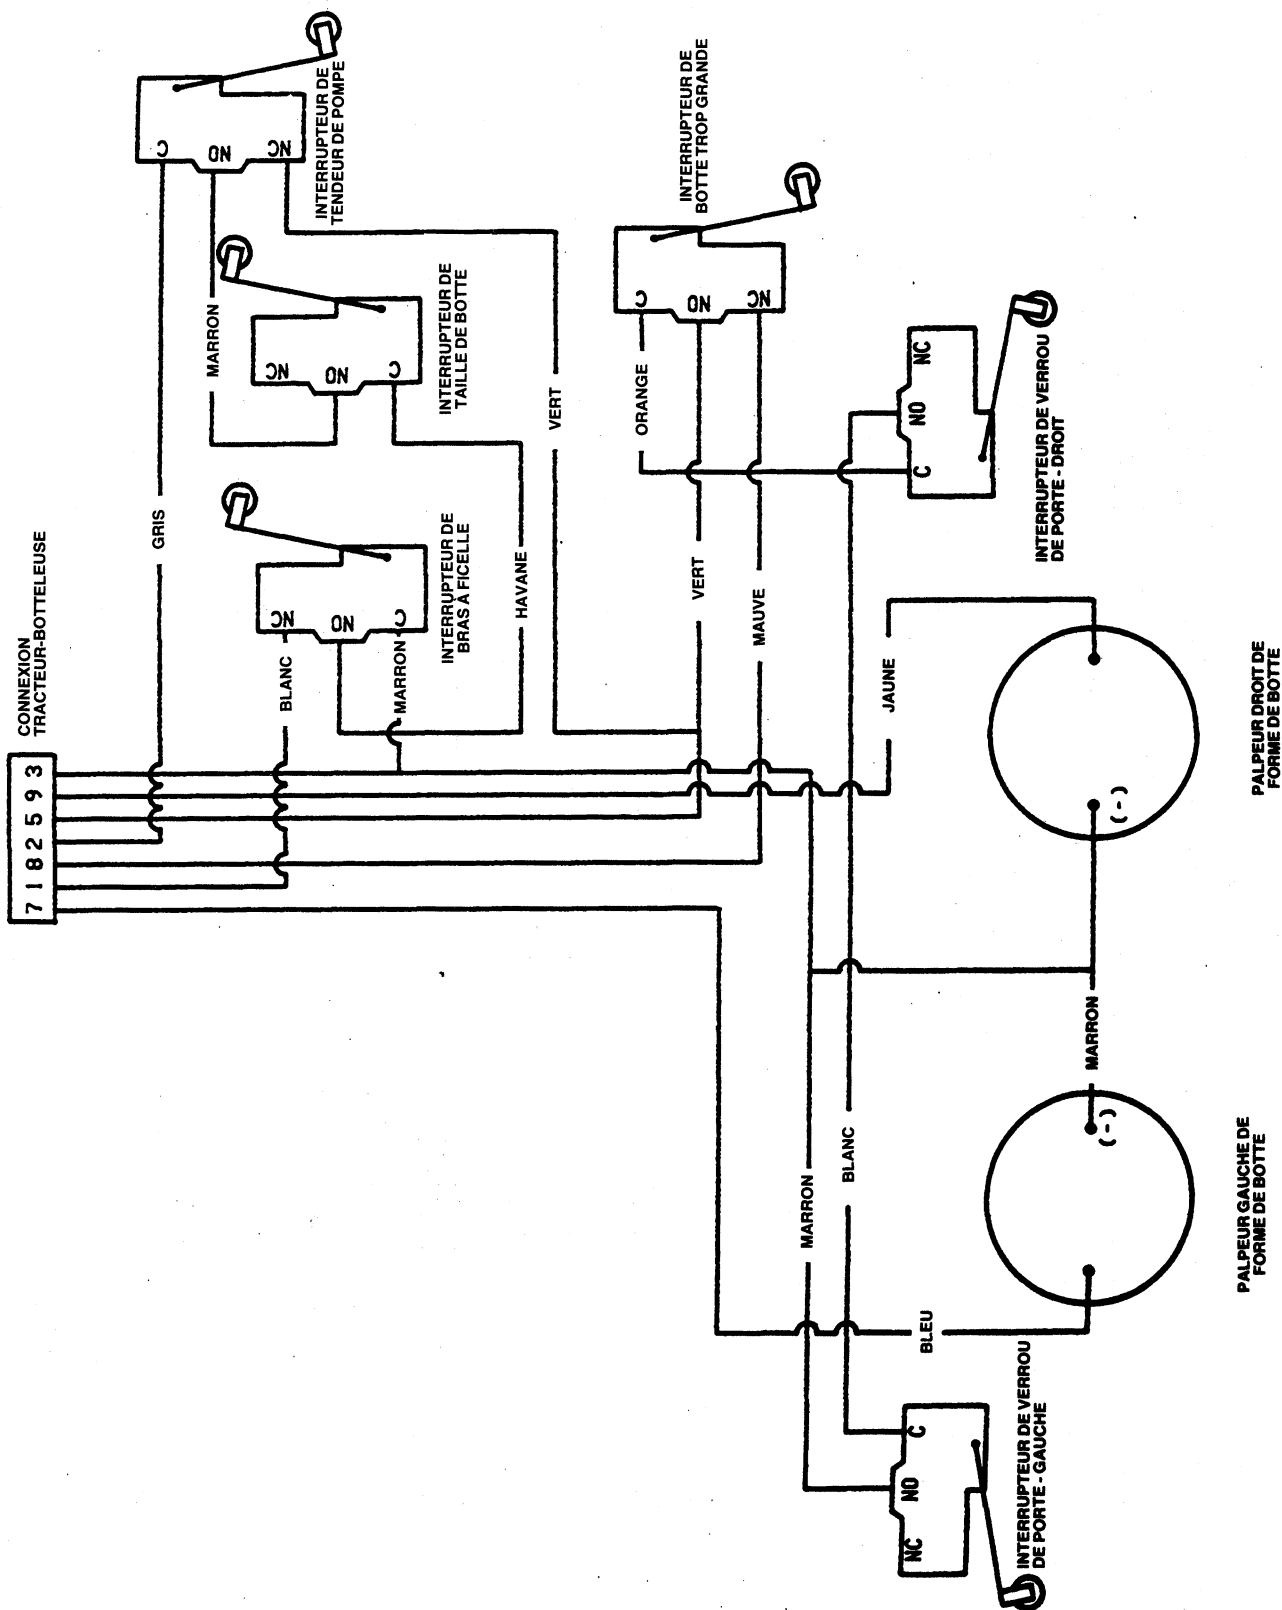 CONNEXION
TRACTEUR-BOTTELEUSE
7 1 8 2 5 9 3
GRIS
C
NO
NC
INTERRUPTEUR DE
TENDEUR DE POMPE
MARRON
NC
NO
C
INTERRUPTEUR DE
TAILLE DE BOTTE
BLANC
NC
NO
C
MARRON
INTERRUPTEUR DE
BRAS A FICELLE
HAVANE
VERT
INTERRUPTEUR DE
BOTTE TROP GRANDE
C
NO
NC
ORANGE
VERT
MAUVE
C
NO
NC
INTERRUPTEUR DE VERROU
DE PORTE - DROIT
JAUNE
(-)
PALPEUR DROIT DE
FORME DE BOTTE
MARRON
(-)
PALPEUR GAUCHE DE
FORME DE BOTTE
MARRON
BLANC
BLEU
NC
NO
C
INTERRUPTEUR DE VERROU
DE PORTE - GAUCHE